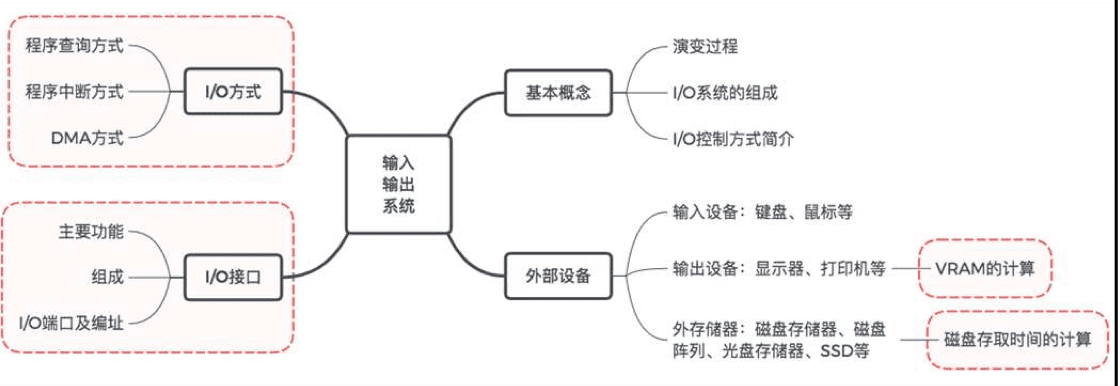 输入
输出
系统
I/O方式
程序查询方式
程序中断方式
DMA方式
I/O接口
主要功能
组成
I/O端口及编址
基本概念
演变过程
I/O系统的组成
I/O控制方式简介
外部设备
输入设备：键盘、鼠标等
输出设备：显示器、打印机等
VRAM的计算
外存储器：磁盘存储器、磁盘
阵列、光盘存储器、SSD等
磁盘存取时间的计算